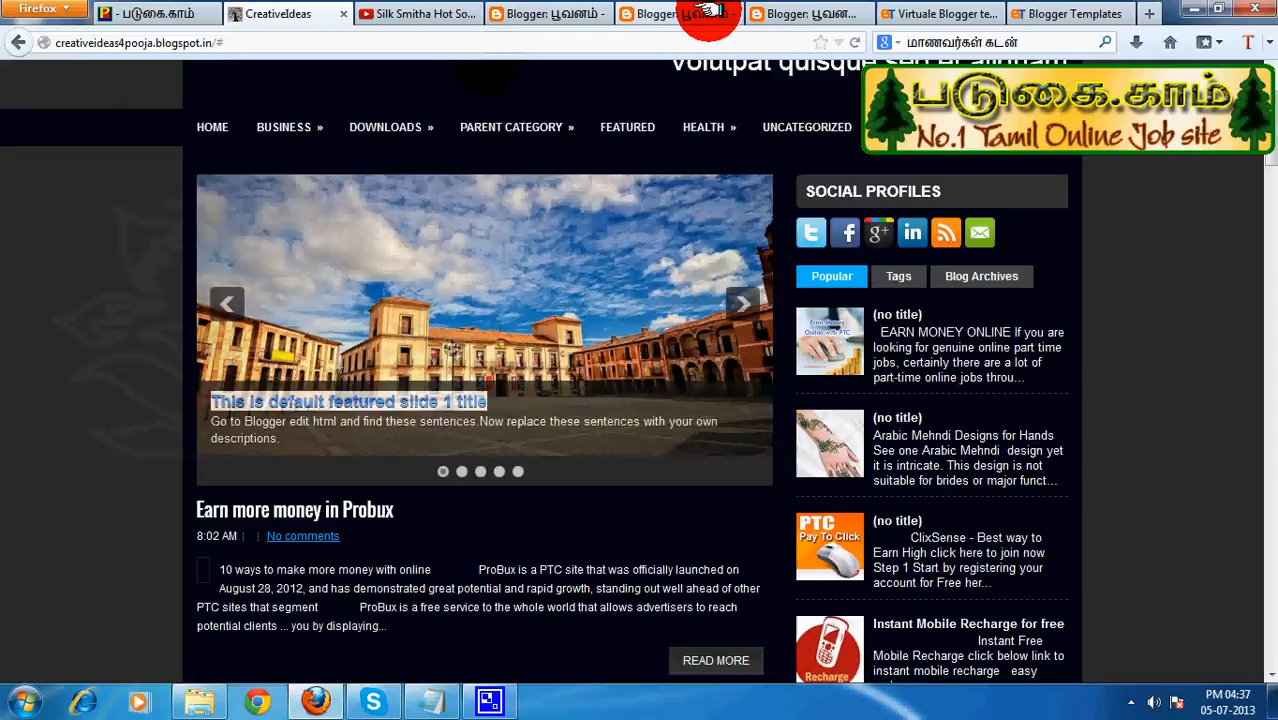 Firefox
படுகை.காம்
CreativeIdeas
Silk Smitha Hot So...
Blogger: பூவனம் -
Blogger:
Blogger: பூவன...
Virtuale Blogger te...
Blogger Templates
creativeideas4pooja.blogspot.in/#
மாணவர்கள் கடன்
volutpat quisque sed et aliquam
படுகை.காம்
No.1 Tamil Online Job site
HOME
BUSINESS »
DOWNLOADS »
PARENT CATEGORY »
FEATURED
HEALTH »
UNCATEGORIZED
This is default featured slide 1 title
Go to Blogger edit html and find these sentences.Now replace these sentences with your own
descriptions.
Earn more money in Probux
8:02 AM
No comments
10 ways to make more money with online ProBux is a PTC site that was officially launched on
August 28, 2012, and has demonstrated great potential and rapid growth, standing out well ahead of other
PTC sites that segment ProBux is a free service to the whole world that allows advertisers to reach
potential clients ... you by displaying...
READ MORE
SOCIAL PROFILES
Popular
Tags
Blog Archives
(no title)
EARN MONEY ONLINE If you are
looking for genuine online part time
jobs, certainly there are a lot of
part-time online jobs throu...
Earn Money
Online with PTC
(no title)
Arabic Mehndi Designs for Hands
See one Arabic Mehndi design yet
it is intricate. This design is not
suitable for brides or major funct...
(no title)
ClixSense - Best way to
Earn High click here to join now
Step 1 Start by registering your
account for Free her...
PTC
PAY TO CLICK
Instant Mobile Recharge for free
Instant Free
Mobile Recharge click below link to
instant mobile recharge easy
Recharge
PM 04:37
05-07-2013